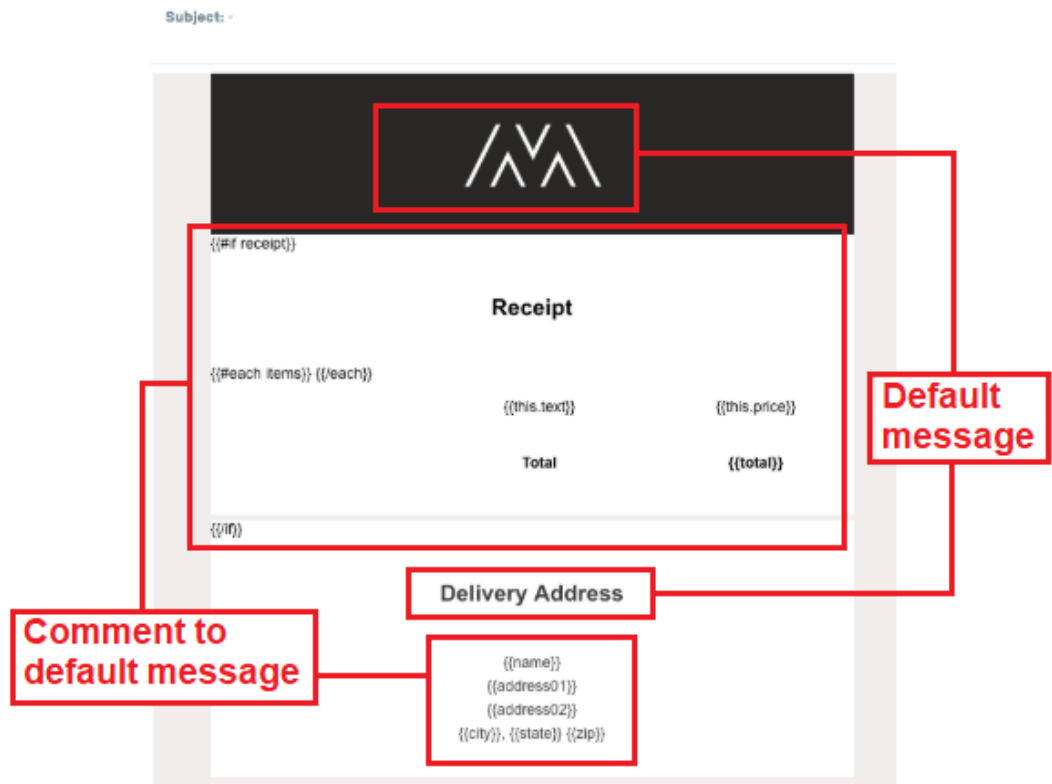 Subject: -
{{#if receipt}}
Receipt
{{#each items}} {{/each}}
{{this.text}} {{this.price}}
Default
message
Total {{total}}
{{/if}}
Delivery Address
Comment to
default message
{{name}}
{{address01}}
{{address02}}
{{city}}, {{state}} {{zip}}